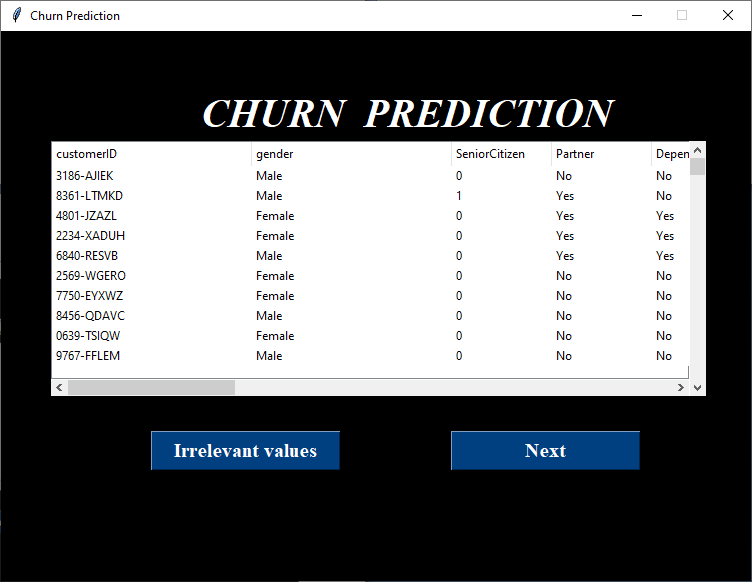 Churn Prediction
CHURN PREDICTION
customerID gender SeniorCitizen Partner Depen
3186-AJIEK Male 0 No No
8361-LTMKD Male 1 Yes No
4801-JZAZL Female 0 Yes Yes
2234-XADUH Female 0 Yes Yes
6840-RESVB Male 0 Yes Yes
2569-WGERO Female 0 No No
7750-EYXWZ Female 0 No No
8456-QDAVC Male 0 No No
0639-TSIQW Female 0 No No
9767-FFLEM Male 0 No No
Irrelevant values Next